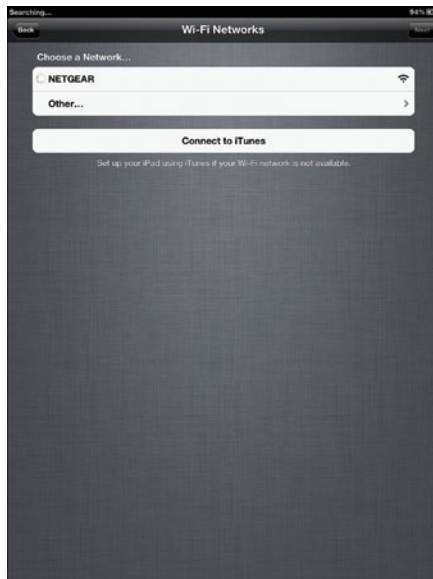 Searching...
94%
Back
Wi-Fi Networks
Next
Choose a Network...
NETGEAR
Other...
Connect to iTunes
Set up your iPad using iTunes if your Wi-Fi network is not available.